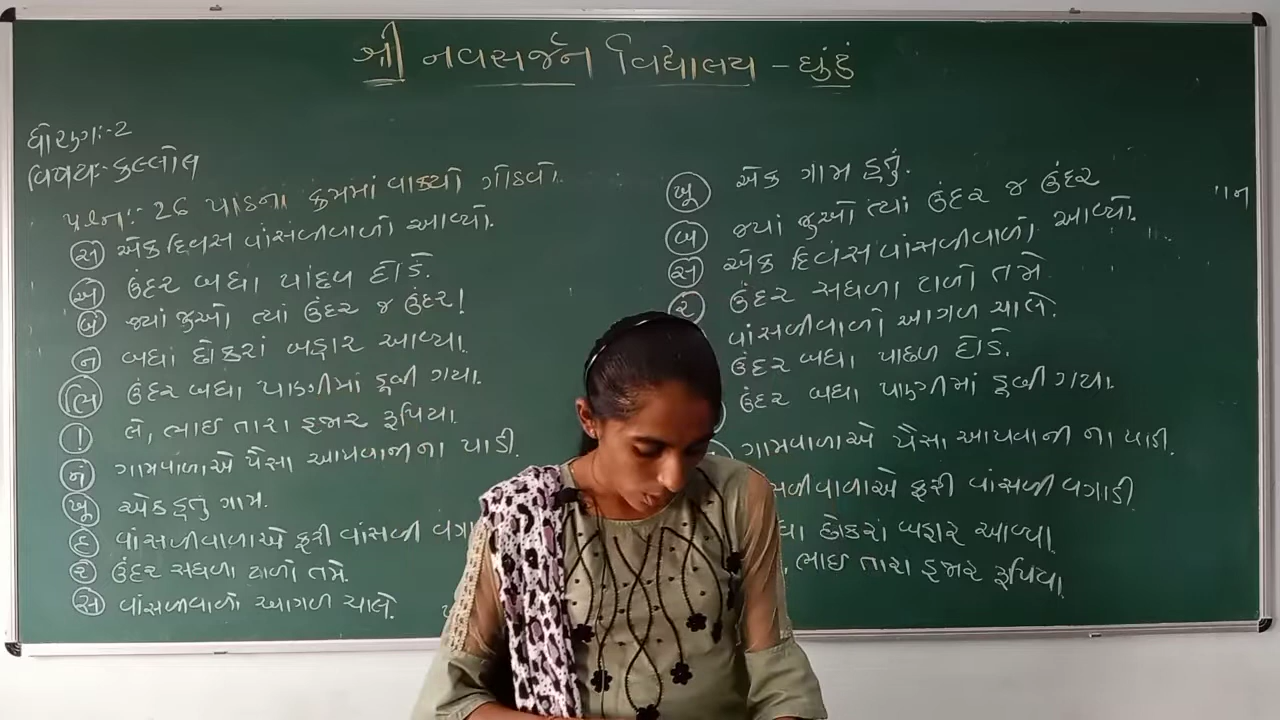 શ્રી નવસર્જન વિદ્યાલય - ઘુંદું
ધોરણ:-2
વિષય:-કલ્લોલ
પ્રશ્ન:-26 પાઠના ક્રમમાં વાક્યો ગોઠવો.
સ એક દિવસ વાંસળીવાળો આવ્યો.
અ ઉંદર બધા પાછળ દોડે.
બ જ્યાં જુઓ ત્યાં ઉંદર જ ઉંદર!
ન બધાં છોકરાં બહાર આવ્યા.
લિ ઉંદર બધા પાણીમાં ડૂબી ગયા.
! લે, ભાઈ તારા હજાર રૂપિયા.
ન ગામવાળાએ પૈસા આપવાની ના પાડી.
ખૂ એક હતું ગામ.
હ વાંસળીવાળાએ ફરી વાંસળી વગા
ર ઉંદર સઘળા ટાળો તમે.
સ વાંસળીવાળો આગળ ચાલે.
ખૂ એક ગામ હતું.
બ જ્યાં જુઓ ત્યાં ઉંદર જ ઉંદર
સ એક દિવસ વાંસળીવાળો આવ્યો.
ર ઉંદર સઘળા ટાળો તમે
વાંસળીવાળો આગળ ચાલે.
ઉંદર બધા પાછળ દોડે.
ઉંદર બધા પાણીમાં ડૂબી ગયા.
ગામવાળાએ પૈસા આપવાની ના પાડી.
સળીવાળાએ ફરી વાંસળી વગાડી
ધા છોકરાં બહાર આવ્યા
, ભાઈ તારા હજાર રૂપિયા